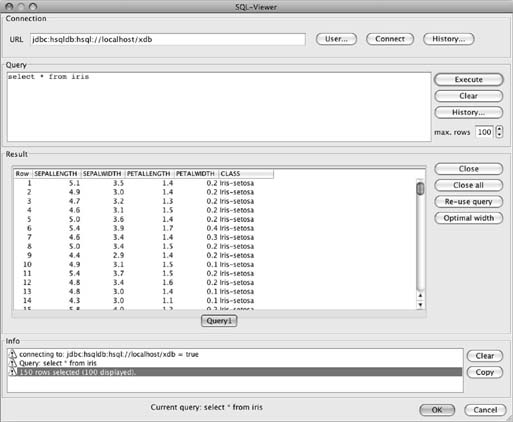 SQL-Viewer
Connection
URL jdbc:hsqldb:hsql://localhost/xdb User... Connect History...
Query
select * from iris
Execute
Clear
History...
max. rows 100
Result
Row SEPALLENGTH SEPALWIDTH PETALLENGTH PETALWIDTH CLASS
1 5.1 3.5 1.4 0.2 Iris-setosa
2 4.9 3.0 1.4 0.2 Iris-setosa
3 4.7 3.2 1.3 0.2 Iris-setosa
4 4.6 3.1 1.5 0.2 Iris-setosa
5 5.0 3.6 1.4 0.2 Iris-setosa
6 5.4 3.9 1.7 0.4 Iris-setosa
7 4.6 3.4 1.4 0.3 Iris-setosa
8 5.0 3.4 1.5 0.2 Iris-setosa
9 4.4 2.9 1.4 0.2 Iris-setosa
10 4.9 3.1 1.5 0.1 Iris-setosa
11 5.4 3.7 1.5 0.2 Iris-setosa
12 4.8 3.4 1.6 0.2 Iris-setosa
13 4.8 3.0 1.4 0.1 Iris-setosa
14 4.3 3.0 1.1 0.1 Iris-setosa
15 5.8 4.0 1.2 0.2 Iris-setosa
Close
Close all
Re-use query
Optimal width
Query1
Info
connecting to: jdbc:hsqldb:hsql://localhost/xdb = true
Query: select * from iris
150 rows selected (100 displayed).
Clear
Copy
Current query: select * from iris
OK Cancel